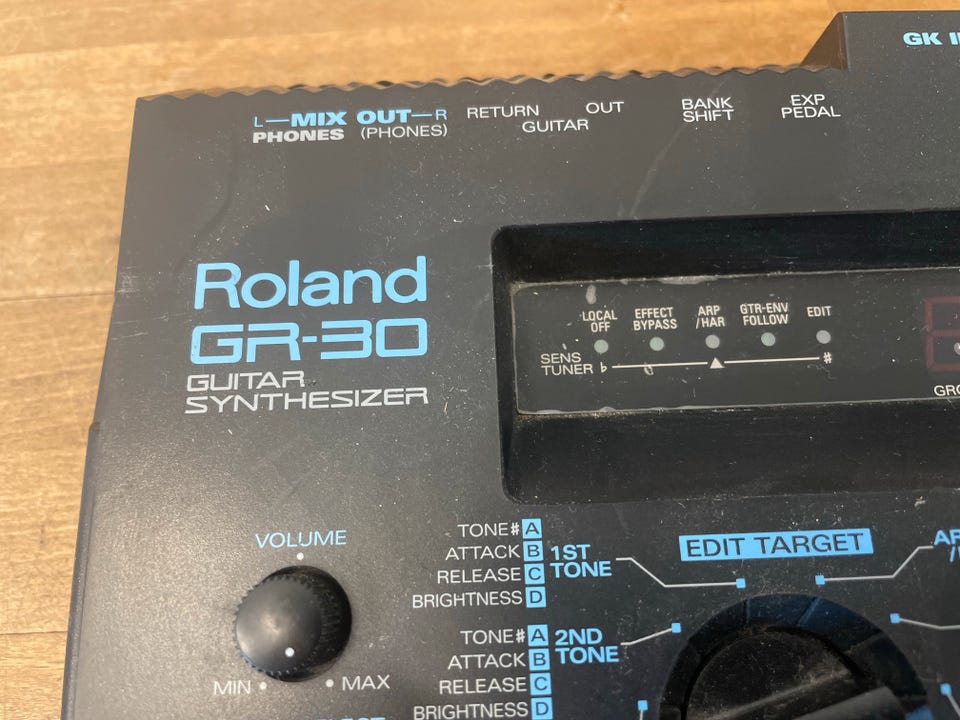 GK
L—MIX OUT—R
PHONES (PHONES)
RETURN OUT
GUITAR
BANK
SHIFT
EXP
PEDAL
Roland
GR-30
GUITAR
SYNTHESIZER
LOCAL
OFF
EFFECT
BYPASS
ARP
/HAR
GTR-ENV
FOLLOW
EDIT
SENS
TUNER ♭ ♯
VOLUME
MIN MAX
TONE# A
ATTACK B
RELEASE C
BRIGHTNESS D
1ST
TONE
EDIT TARGET
TONE# A
ATTACK B
RELEASE C
BRIGHTNESS D
2ND
TONE